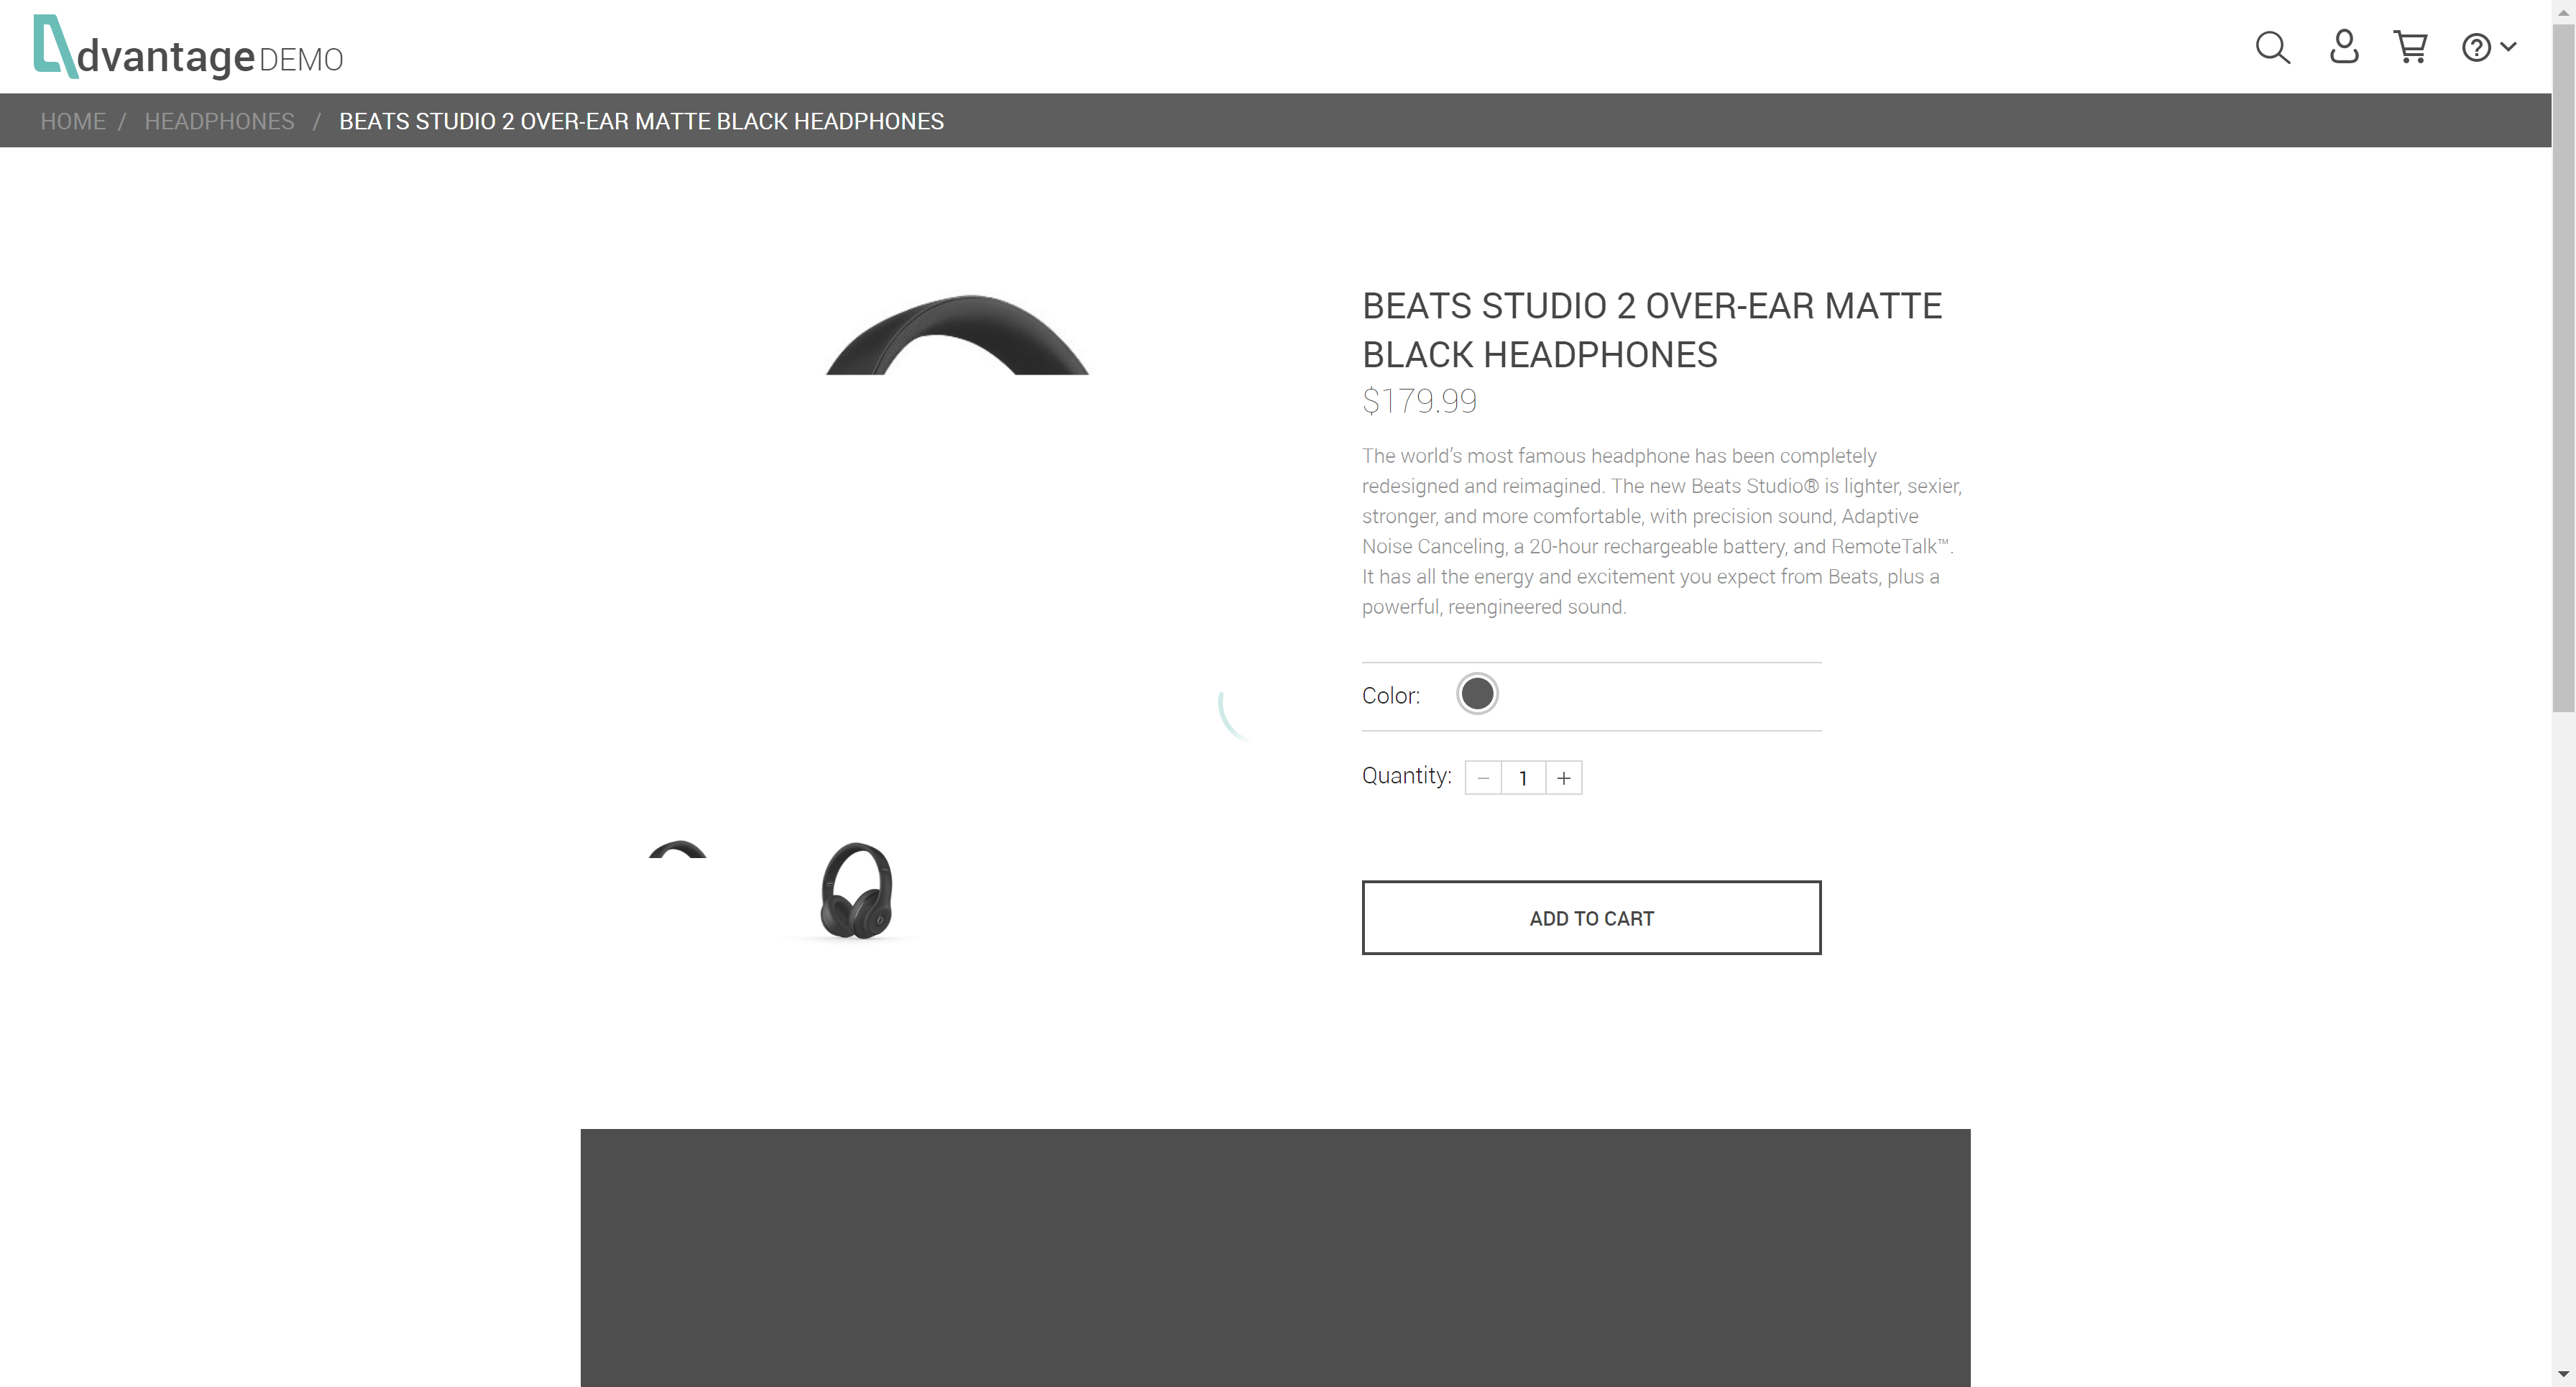 dvantage DEMO
HOME / HEADPHONES / BEATS STUDIO 2 OVER-EAR MATTE BLACK HEADPHONES
BEATS STUDIO 2 OVER-EAR MATTE
BLACK HEADPHONES
$179.99
The world’s most famous headphone has been completely
redesigned and reimagined. The new Beats Studio® is lighter, sexier,
stronger, and more comfortable, with precision sound, Adaptive
Noise Canceling, a 20-hour rechargeable battery, and RemoteTalk™.
It has all the energy and excitement you expect from Beats, plus a
powerful, reengineered sound.
Color:
Quantity: − 1 +
ADD TO CART